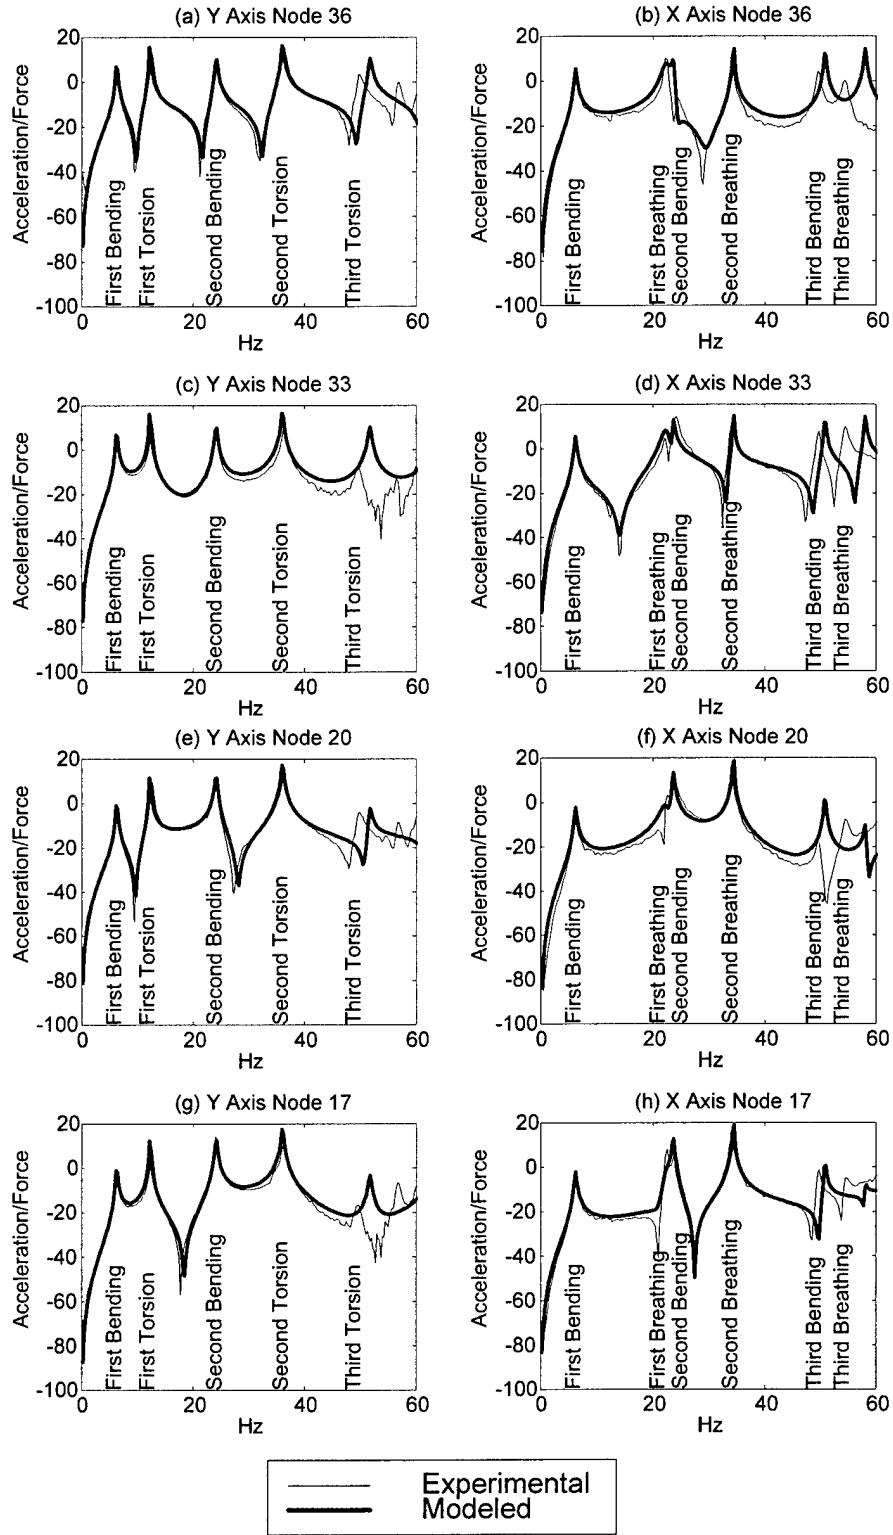 (a) Y Axis Node 36
20
0
-20
-40
-60
-80
-100
Acceleration/Force
First Bending
First Torsion
Second Bending
Second Torsion
Third Torsion
0 20 40 60
Hz
(b) X Axis Node 36
20
0
-20
-40
-60
-80
-100
Acceleration/Force
First Bending
First Breathing
Second Bending
Second Breathing
Third Bending
Third Breathing
0 20 40 60
Hz
(c) Y Axis Node 33
20
0
-20
-40
-60
-80
-100
Acceleration/Force
First Bending
First Torsion
Second Bending
Second Torsion
Third Torsion
0 20 40 60
Hz
(d) X Axis Node 33
20
0
-20
-40
-60
-80
-100
Acceleration/Force
First Bending
First Breathing
Second Bending
Second Breathing
Third Bending
Third Breathing
0 20 40 60
Hz
(e) Y Axis Node 20
20
0
-20
-40
-60
-80
-100
Acceleration/Force
First Bending
First Torsion
Second Bending
Second Torsion
Third Torsion
0 20 40 60
Hz
(f) X Axis Node 20
20
0
-20
-40
-60
-80
-100
Acceleration/Force
First Bending
First Breathing
Second Bending
Second Breathing
Third Bending
Third Breathing
0 20 40 60
Hz
(g) Y Axis Node 17
20
0
-20
-40
-60
-80
-100
Acceleration/Force
First Bending
First Torsion
Second Bending
Second Torsion
Third Torsion
0 20 40 60
Hz
(h) X Axis Node 17
20
0
-20
-40
-60
-80
-100
Acceleration/Force
First Bending
First Breathing
Second Bending
Second Breathing
Third Bending
Third Breathing
0 20 40 60
Hz
Experimental
Modeled